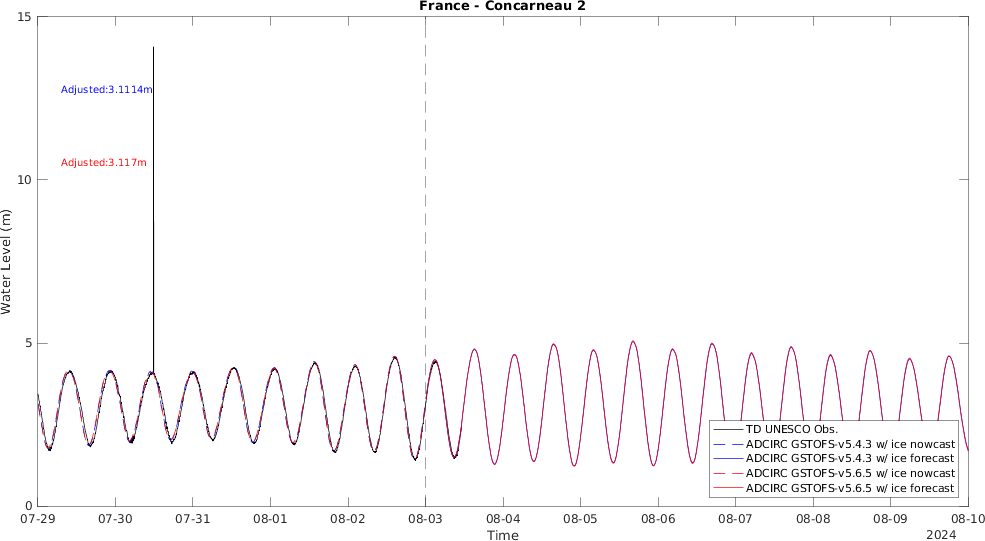 France - Concarneau 2
Water Level (m)
15
10
5
0
Adjusted:3.1114m
Adjusted:3.117m
TD UNESCO Obs.
ADCIRC GSTOFS-v5.4.3 w/ ice nowcast
ADCIRC GSTOFS-v5.4.3 w/ ice forecast
ADCIRC GSTOFS-v5.6.5 w/ ice nowcast
ADCIRC GSTOFS-v5.6.5 w/ ice forecast
07-29 07-30 07-31 08-01 08-02 08-03 08-04 08-05 08-06 08-07 08-08 08-09 08-10
Time
2024